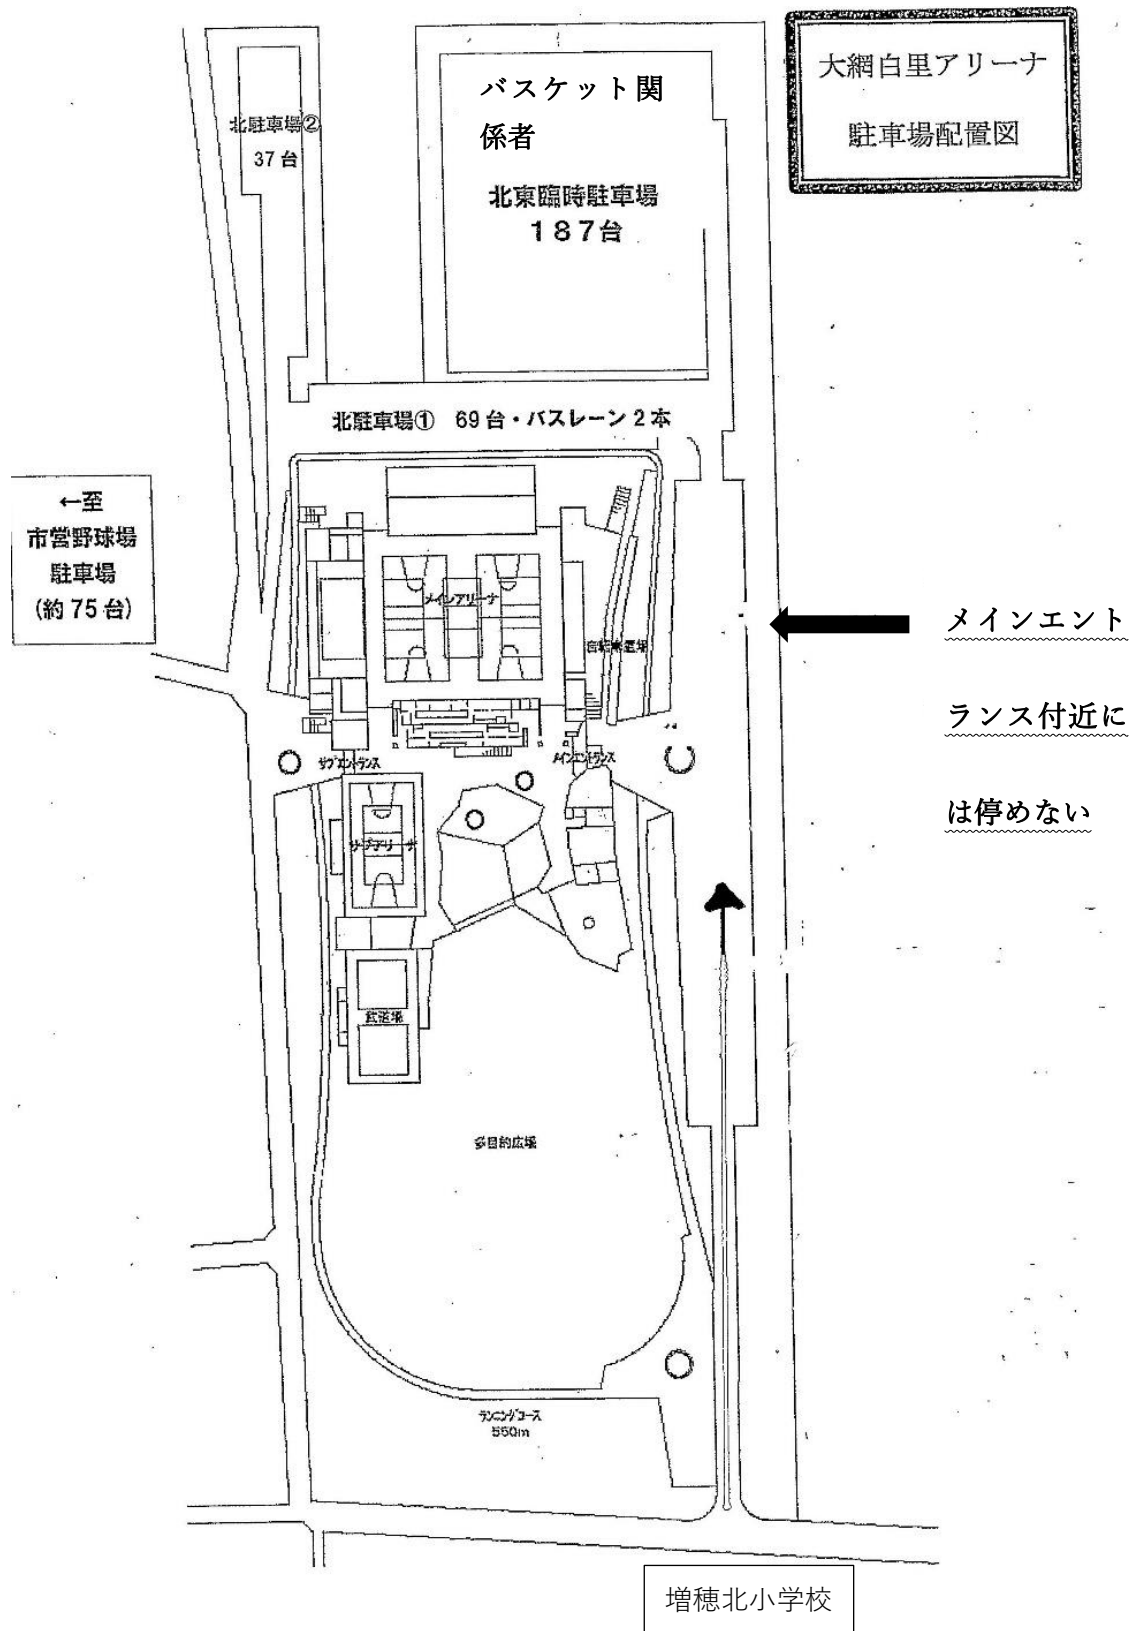 大網白里アリーナ
駐車場配置図
バスケット関
係者
北東臨時駐車場
187台
北駐車場②
37台
北駐車場① 69台・バスレーン2本
←至
市営野球場
駐車場
(約75台)
メインアリーナ
自転車置場
メインエント
ランス付近に
は停めない
サブエントランス
メインエントランス
サブアリーナ
武道場
多目的広場
ランニングコース
550m
増穂北小学校